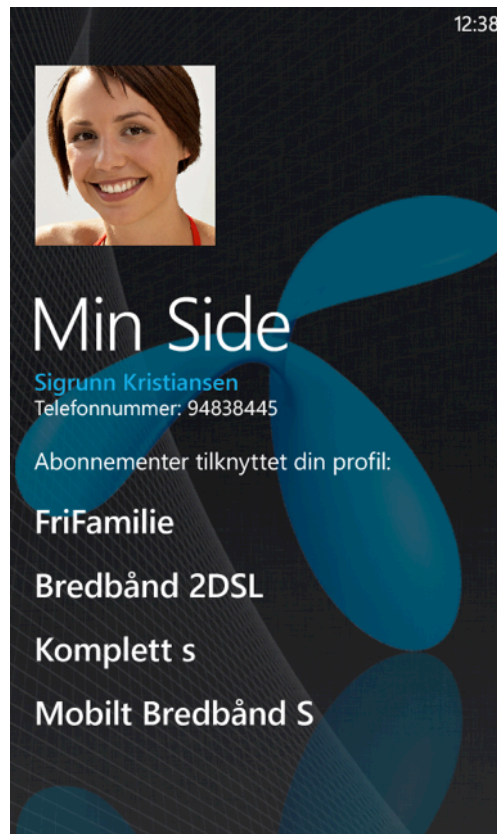 12:38
Min Side
Sigrunn Kristiansen
Telefonnummer: 94838445
Abonnementer tilknyttet din profil:
FriFamilie
Bredbånd 2DSL
Komplett s
Mobilt Bredbånd S